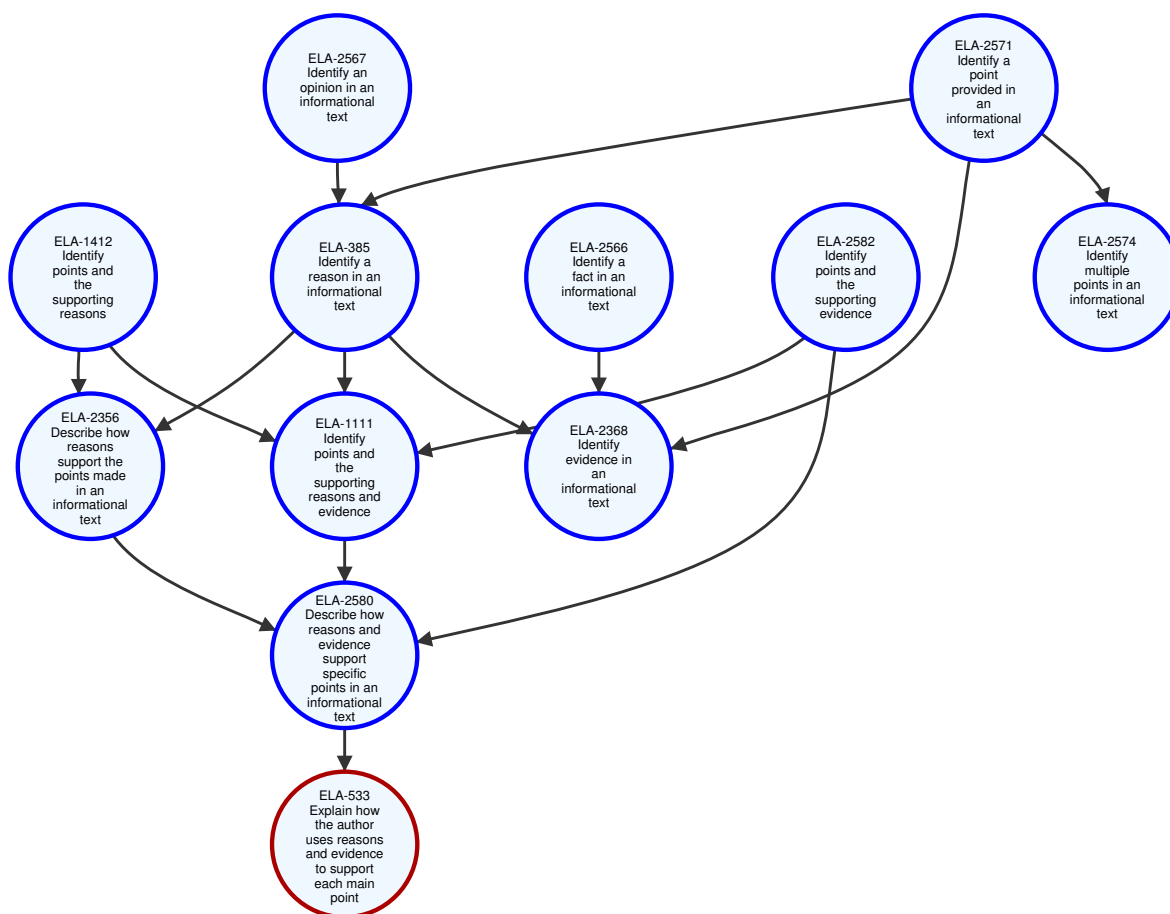 ELA-2567
Identify an
opinion in an
informational
text
ELA-2571
Identify a
point
provided in
an
informational
text
ELA-1412
Identify
points and
the
supporting
reasons
ELA-385
Identify a
reason in an
informational
text
ELA-2566
Identify a
fact in an
informational
text
ELA-2582
Identify
points and
the
supporting
evidence
ELA-2574
Identify
multiple
points in an
informational
text
ELA-2356
Describe how
reasons
support the
points made
in an
informational
text
ELA-1111
Identify
points and
the
supporting
reasons and
evidence
ELA-2368
Identify
evidence in
an
informational
text
ELA-2580
Describe how
reasons and
evidence
support
specific
points in an
informational
text
ELA-533
Explain how
the author
uses reasons
and evidence
to support
each main
point